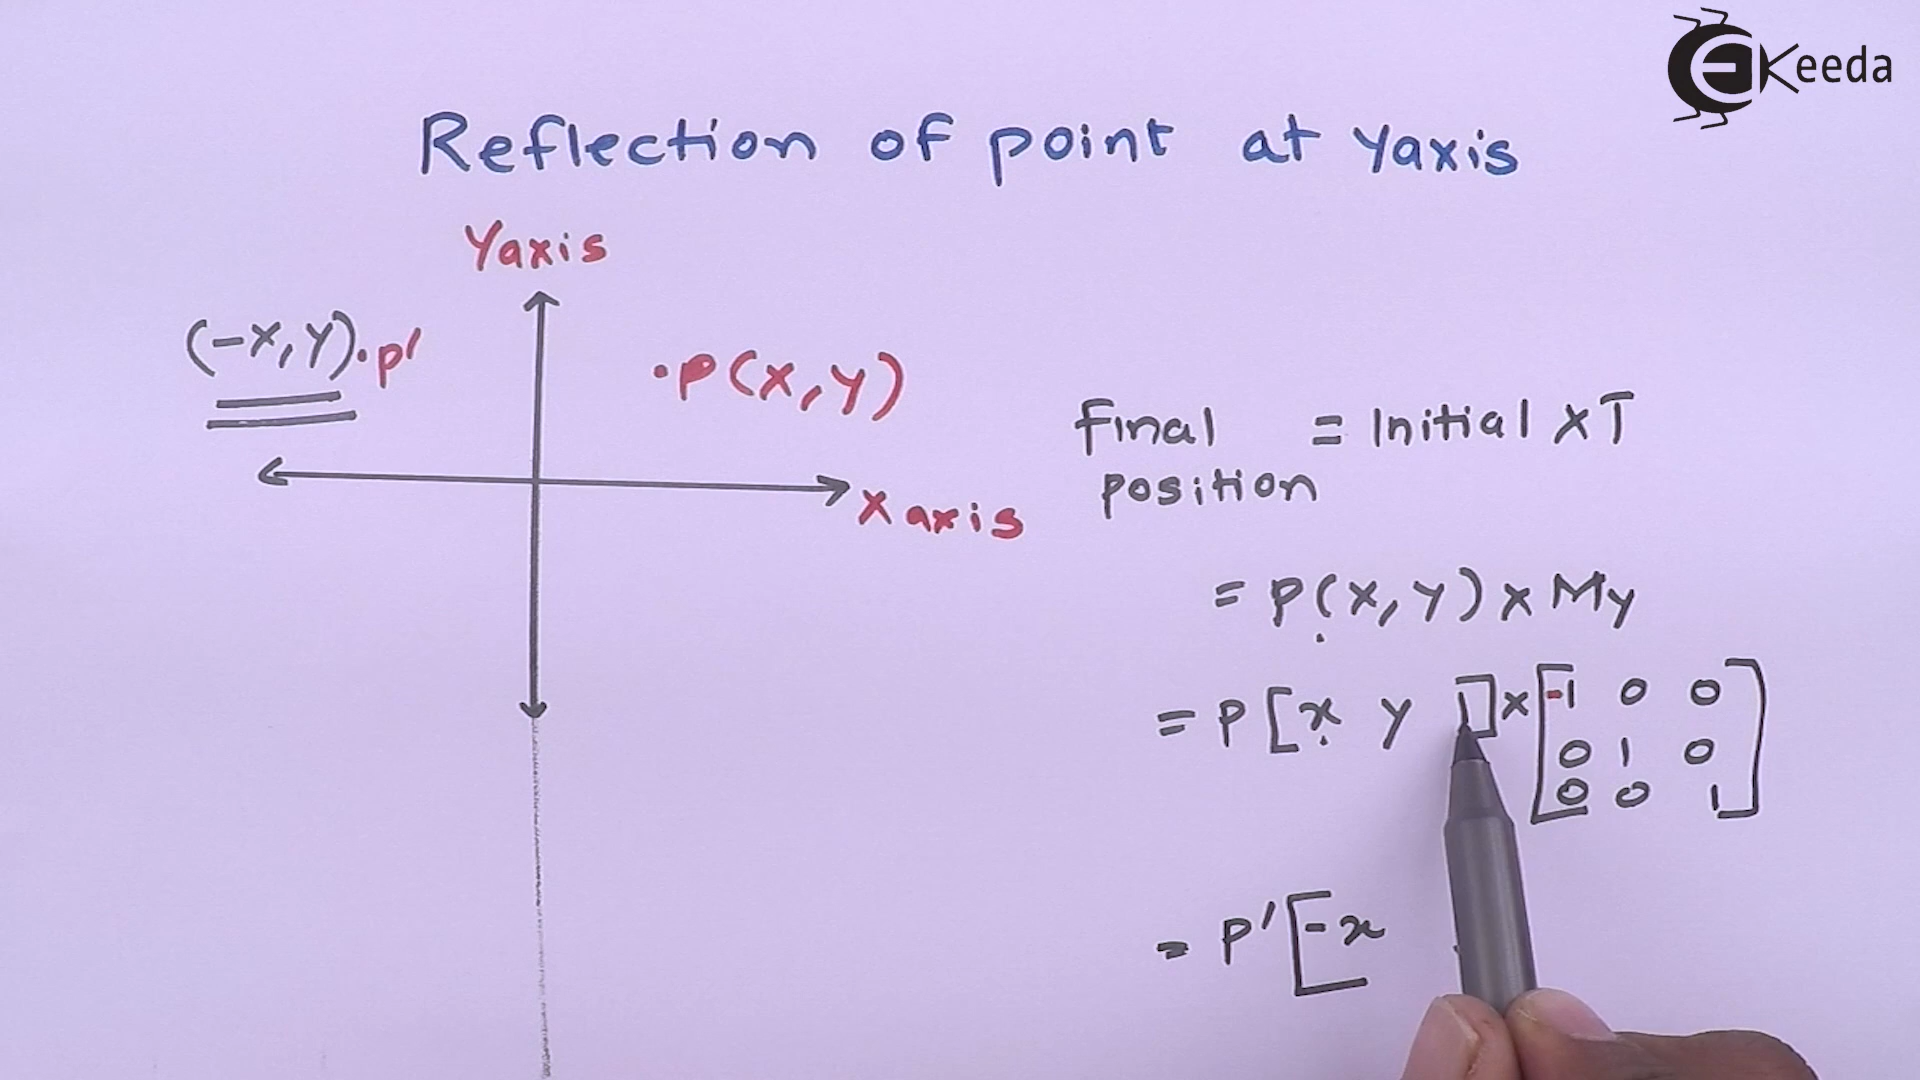 EKeeda
Reflection of point at Yaxis
Yaxis
(-x, y) .p'
.p(x, y)
x axis
final = Initial x T
position
= p(x, y) x My
= p [x y 1] x [-1 0 0
0 1 0
0 0 1]
= p' [-x